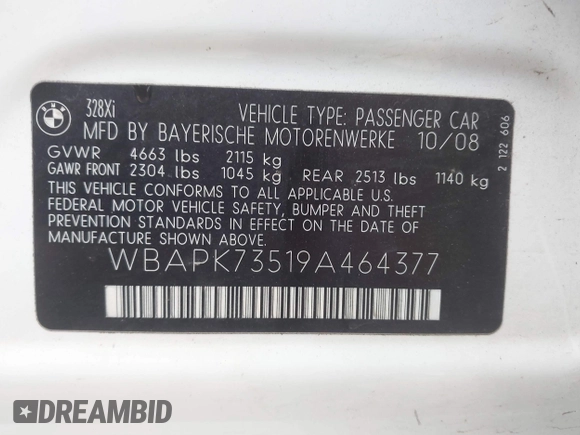 BMW
328Xi
VEHICLE TYPE: PASSENGER CAR
MFD BY BAYERISCHE MOTORENWERKE 10/08
GVWR 4663 lbs 2115 kg
GAWR FRONT 2304 lbs 1045 kg REAR 2513 lbs 1140 kg
THIS VEHICLE CONFORMS TO ALL APPLICABLE U.S.
FEDERAL MOTOR VEHICLE SAFETY, BUMPER AND THEFT
PREVENTION STANDARDS IN EFFECT ON THE DATE OF
MANUFACTURE SHOWN ABOVE.
WBAPK73519A464377
2 122 606
DREAMBID